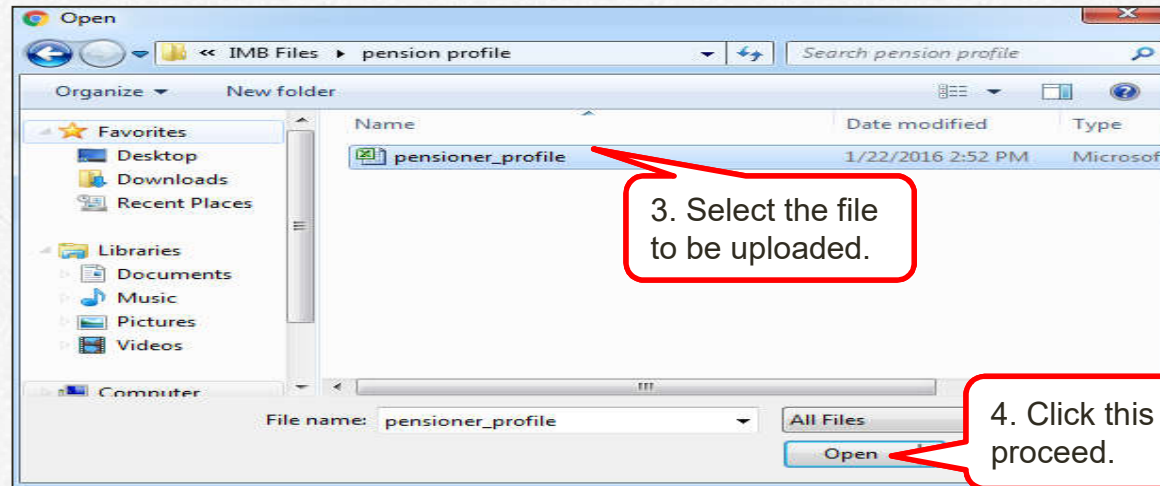 Open
« IMB Files ▸ pension profile
Search pension profile
Organize
New folder
Name
Date modified
Type
Favorites
Desktop
Downloads
Recent Places
Libraries
Documents
Music
Pictures
Videos
Computer
pensioner_profile
1/22/2016 2:52 PM
Microsof
3. Select the file
to be uploaded.
File name:
pensioner_profile
All Files
Open
4. Click this
proceed.